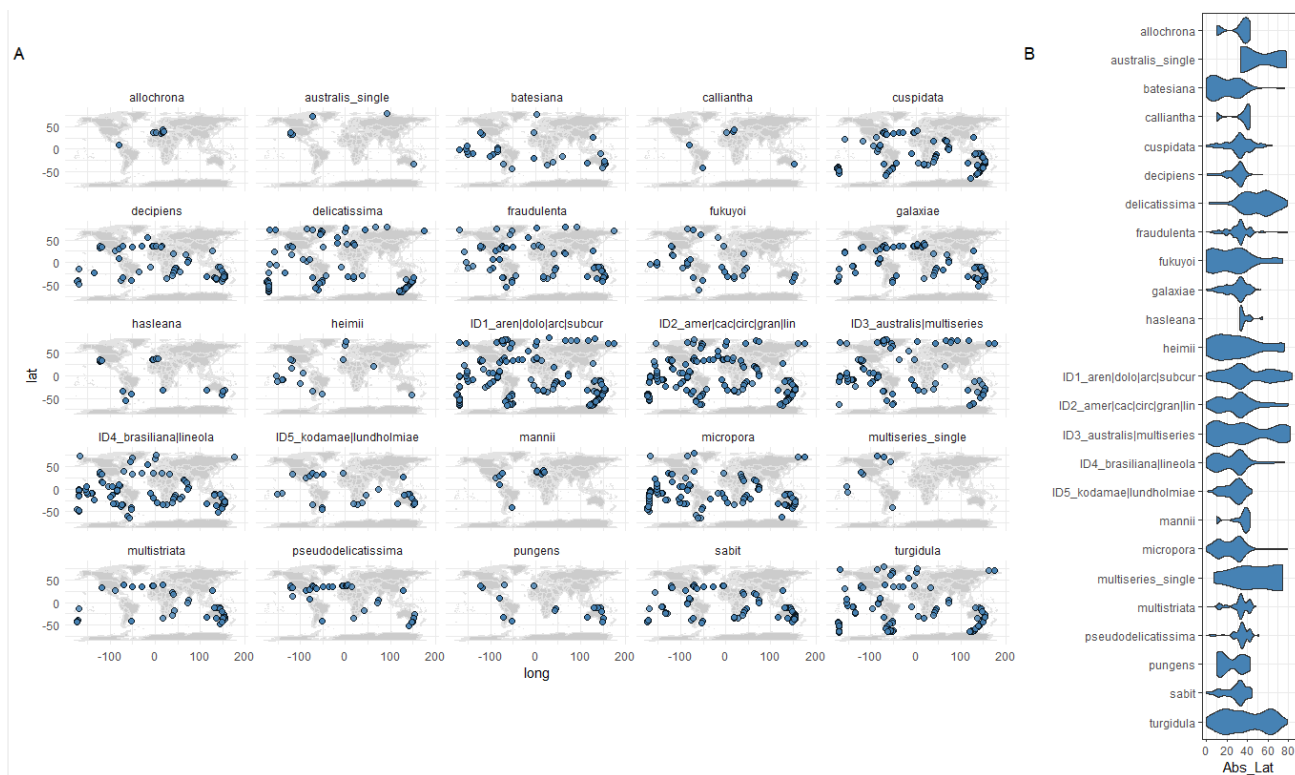 A
allochrona australis_single batesiana calliantha cuspidata
50
0
-50
decipiens delicatissima fraudulenta fukuyoi galaxiae
50
0
-50
hasleana heimii ID1_aren|dolo|arc|subcur ID2_amer|cac|circ|gran|lin ID3_australis|multiseries
50
0
-50
lat
ID4_brasiliana|lineola ID5_kodamae|lundholmiae mannii micropora multiseries_single
50
0
-50
multistriata pseudodelicatissima pungens sabit turgidula
50
0
-50
-100 0 100 200 -100 0 100 200 -100 0 100 200 -100 0 100 200 -100 0 100 200
long
B
allochrona
australis_single
batesiana
calliantha
cuspidata
decipiens
delicatissima
fraudulenta
fukuyoi
galaxiae
hasleana
heimii
ID1_aren|dolo|arc|subcur
ID2_amer|cac|circ|gran|lin
ID3_australis|multiseries
ID4_brasiliana|lineola
ID5_kodamae|lundholmiae
mannii
micropora
multiseries_single
multistriata
pseudodelicatissima
pungens
sabit
turgidula
0 20 40 60 80
Abs_Lat